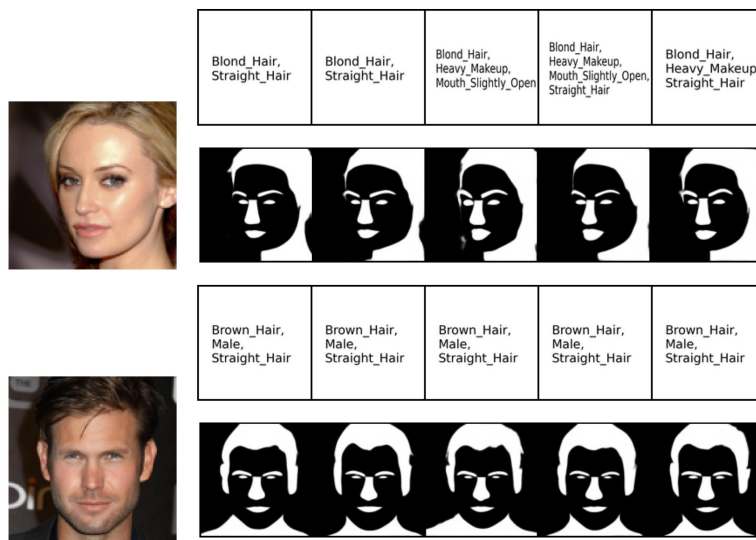 Blond_Hair,
Straight_Hair
Blond_Hair,
Straight_Hair
Blond_Hair,
Heavy_Makeup,
Mouth_Slightly_Open
Blond_Hair,
Heavy_Makeup,
Mouth_Slightly_Open,
Straight_Hair
Blond_Hair,
Heavy_Makeup
Straight_Hair
Brown_Hair,
Male,
Straight_Hair
Brown_Hair,
Male,
Straight_Hair
Brown_Hair,
Male,
Straight_Hair
Brown_Hair,
Male,
Straight_Hair
Brown_Hair,
Male,
Straight_Hair
THE